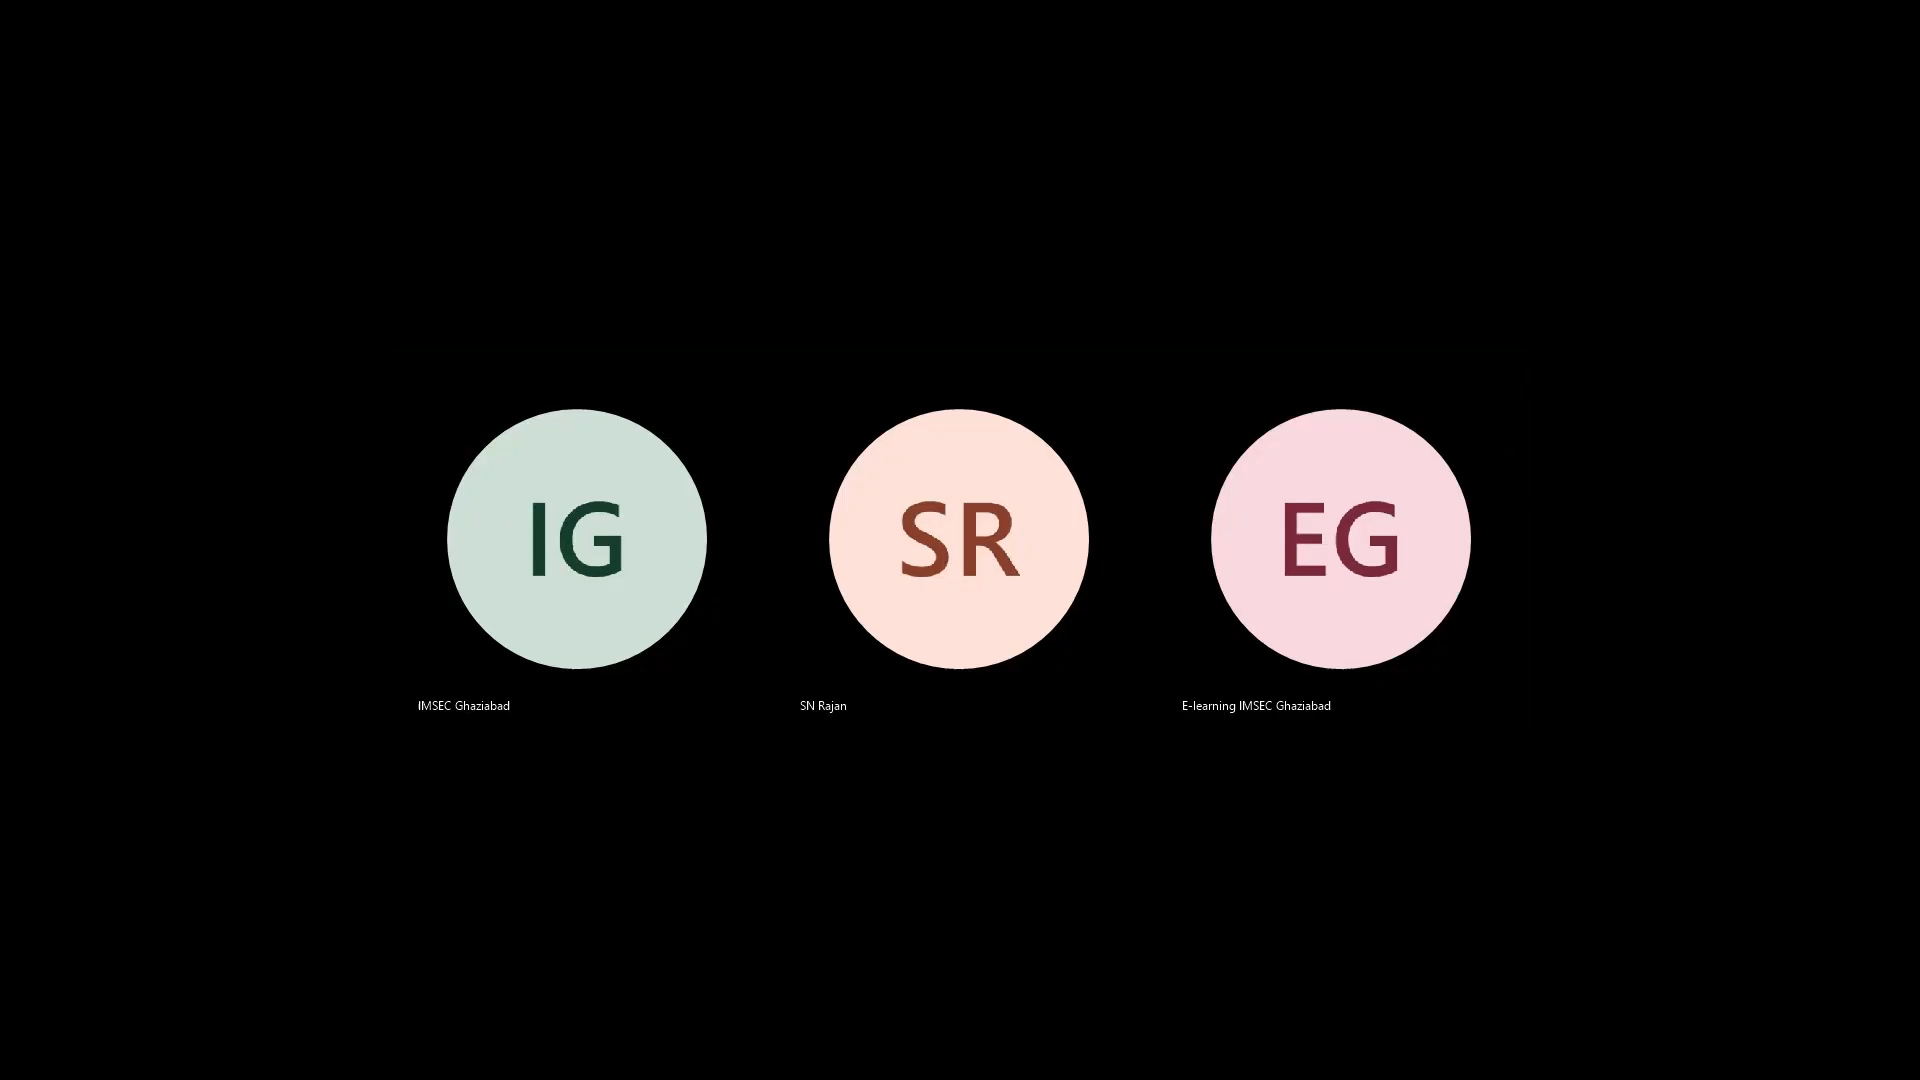 IG
SR
EG
IMSEC Ghaziabad
SN Rajan
E-learning IMSEC Ghaziabad